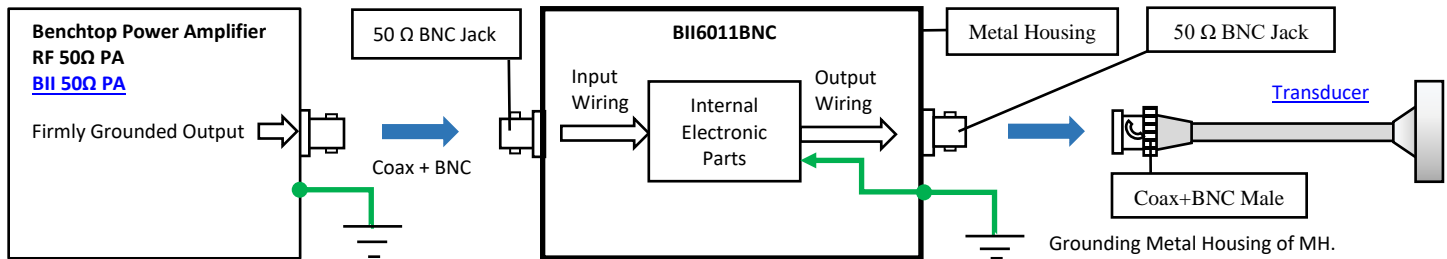 Benchtop Power Amplifier
RF 50Ω PA
BII 50Ω PA
Firmly Grounded Output
50 Ω BNC Jack
Coax + BNC
BII6011BNC
Input
Wiring
Internal
Electronic
Parts
Output
Wiring
Metal Housing
50 Ω BNC Jack
Transducer
Coax+BNC Male
Grounding Metal Housing of MH.